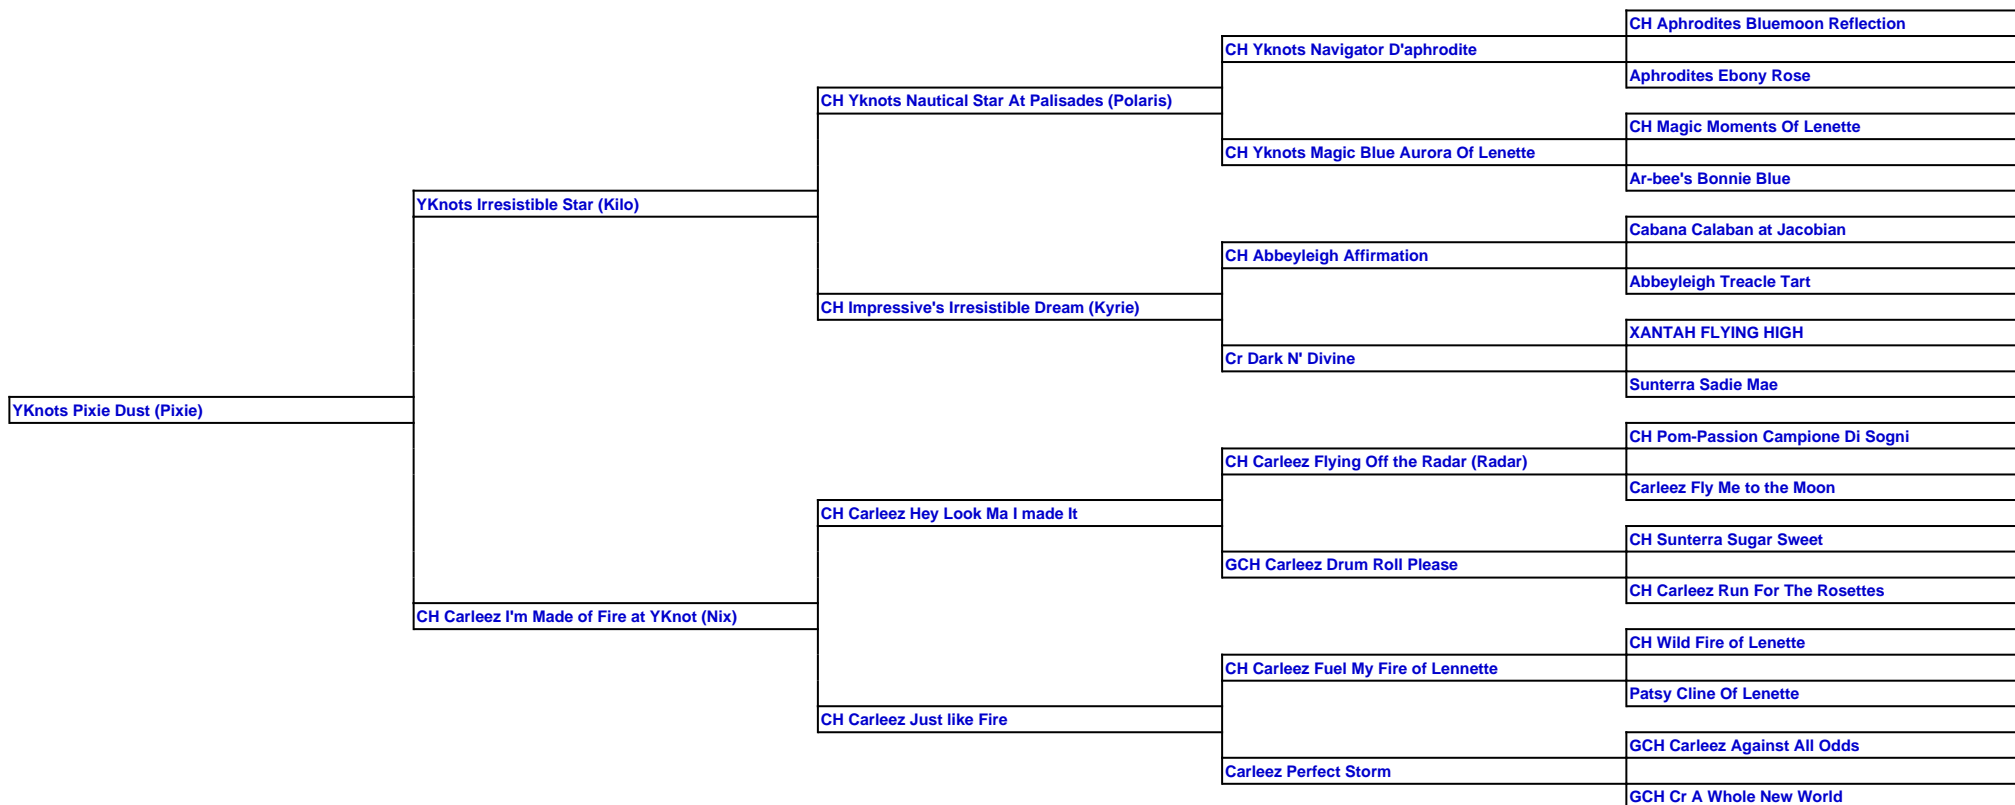 CH Aphrodites Bluemoon Reflection
CH Yknots Navigator D'aphrodite
Aphrodites Ebony Rose
CH Yknots Nautical Star At Palisades (Polaris)
CH Magic Moments Of Lenette
CH Yknots Magic Blue Aurora Of Lenette
Ar-bee's Bonnie Blue
YKnots Irresistible Star (Kilo)
Cabana Calaban at Jacobian
CH Abbeyleigh Affirmation
Abbeyleigh Treacle Tart
CH Impressive's Irresistible Dream (Kyrie)
XANTAH FLYING HIGH
Cr Dark N' Divine
Sunterra Sadie Mae
YKnots Pixie Dust (Pixie)
CH Pom-Passion Campione Di Sogni
CH Carleez Flying Off the Radar (Radar)
Carleez Fly Me to the Moon
CH Carleez Hey Look Ma I made It
CH Sunterra Sugar Sweet
GCH Carleez Drum Roll Please
CH Carleez Run For The Rosettes
CH Carleez I'm Made of Fire at YKnot (Nix)
CH Wild Fire of Lenette
CH Carleez Fuel My Fire of Lennette
Patsy Cline Of Lenette
CH Carleez Just like Fire
GCH Carleez Against All Odds
Carleez Perfect Storm
GCH Cr A Whole New World